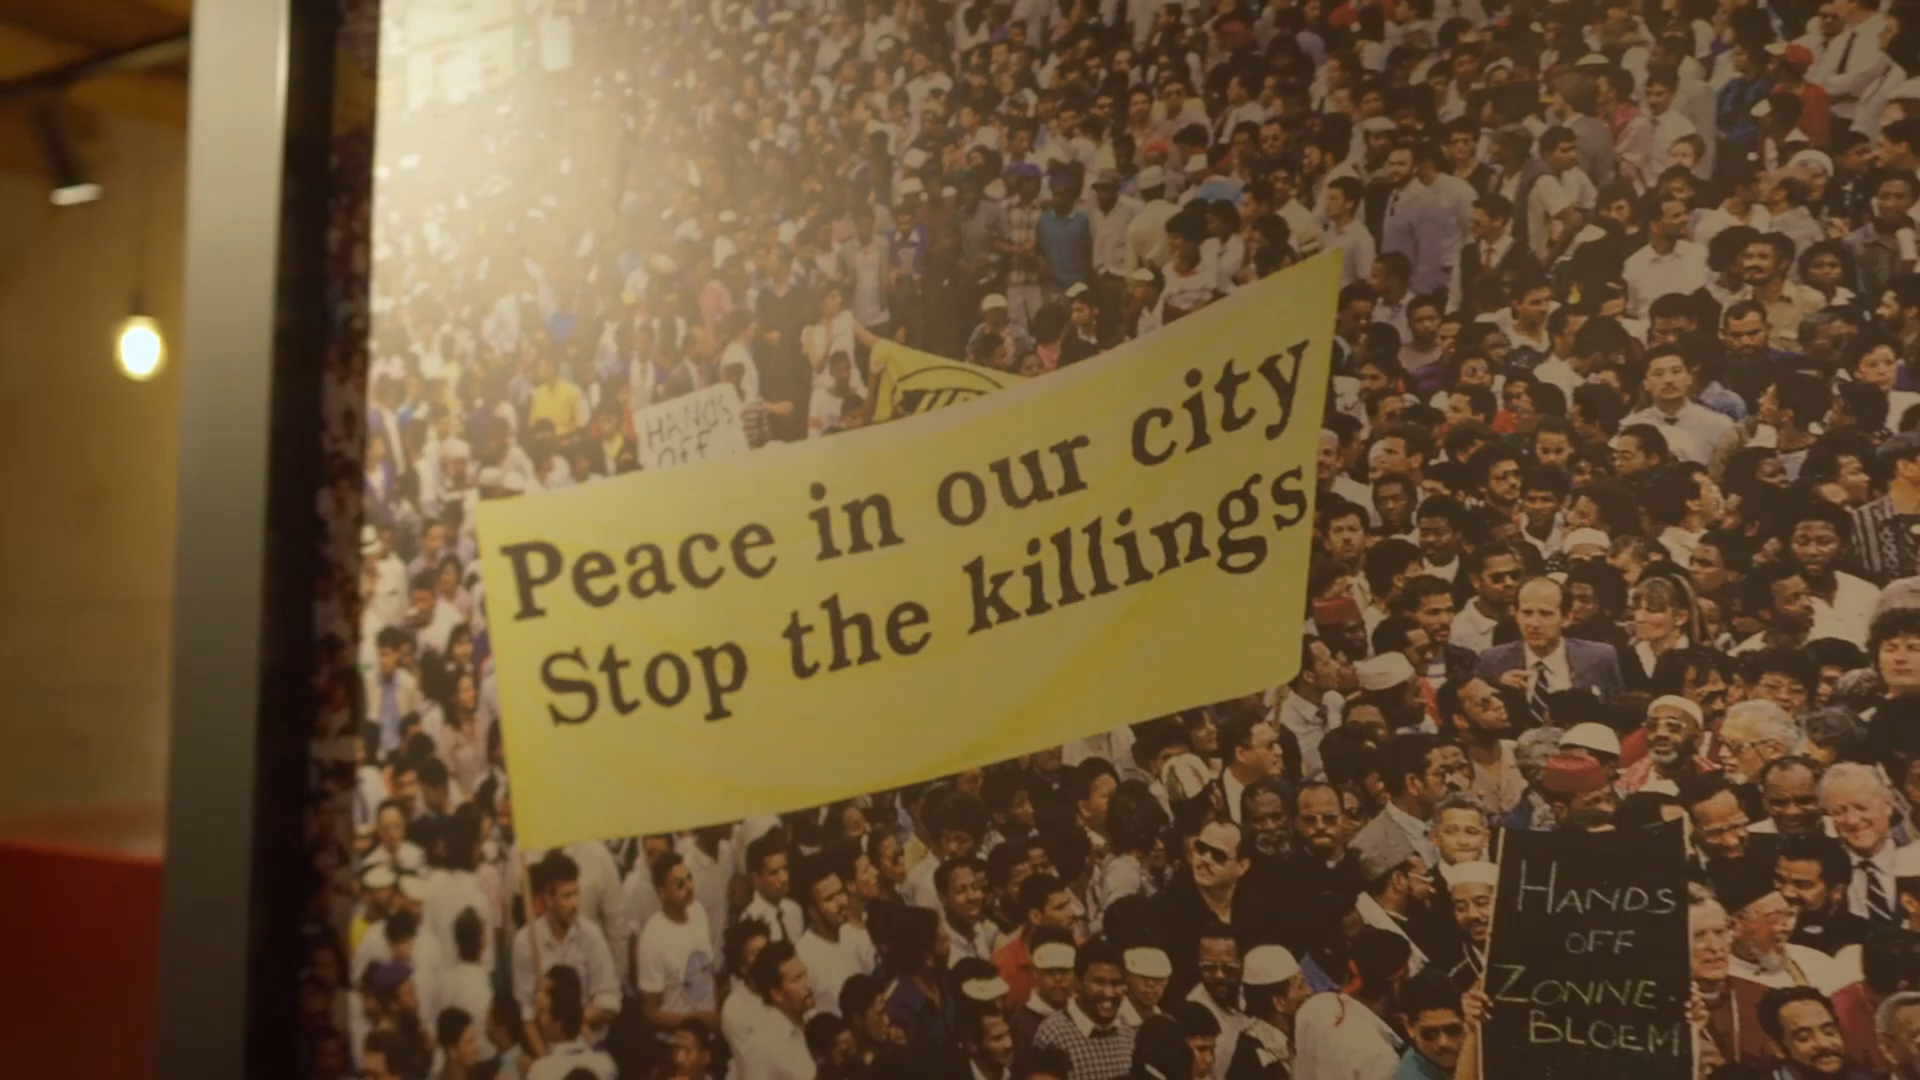 HANDS
OFF
Peace in our city
Stop the killings
HANDS
OFF
ZONNE-
BLOEM